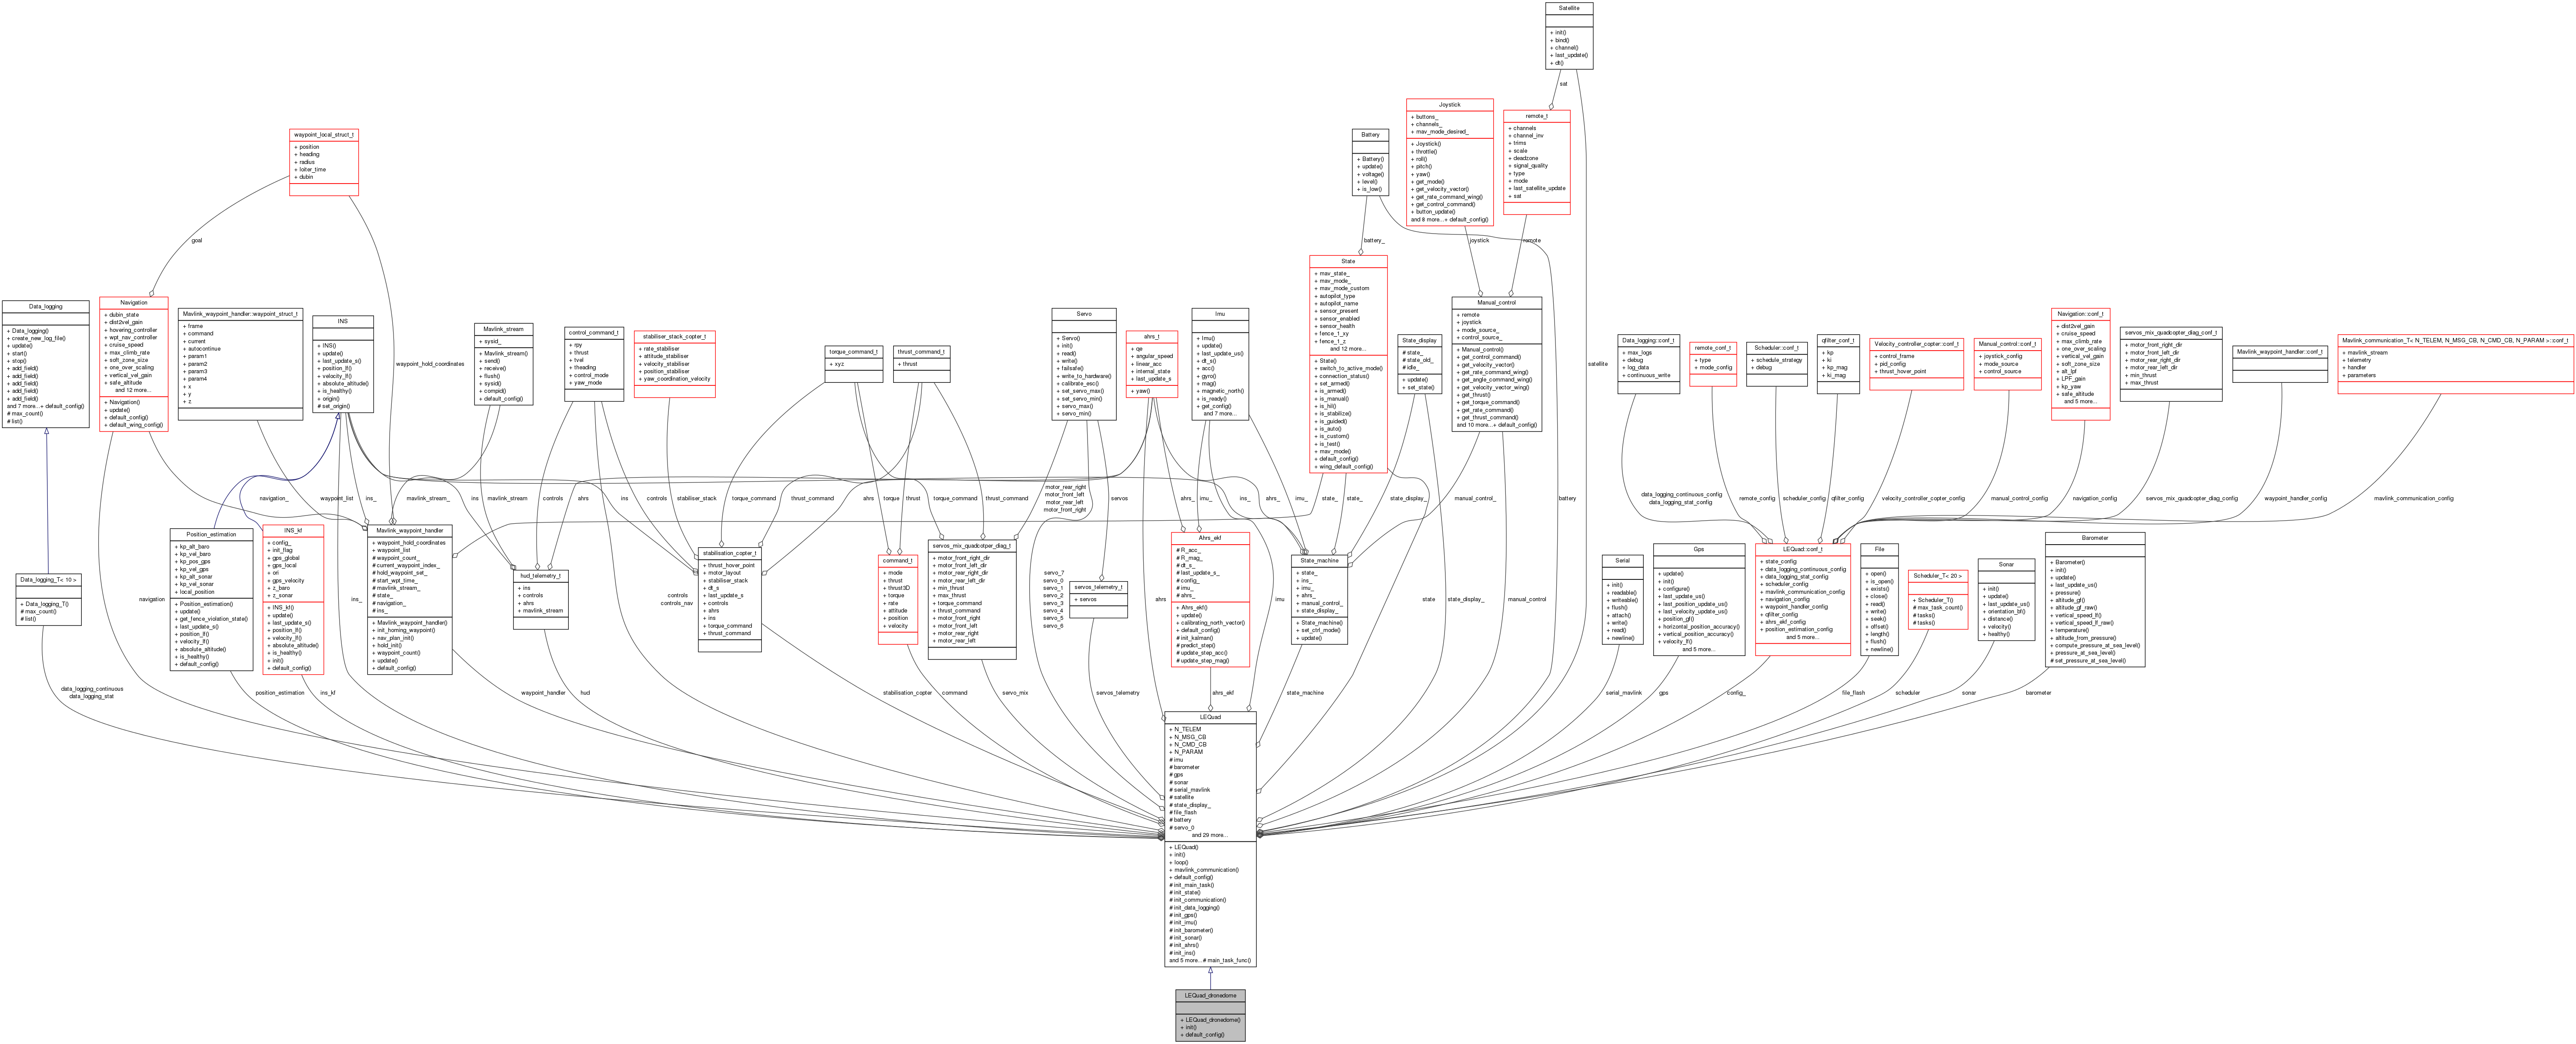 Satellite
+ init()
+ bind()
+ channel()
+ last_update()
+ dt()
sat
satellite
Joystick
+ buttons_
+ channels_
+ mav_mode_desired_
+ Joystick()
+ throttle()
+ roll()
+ pitch()
+ yaw()
+ get_mode()
+ get_velocity_vector()
+ get_rate_command_wing()
+ get_control_command()
+ button_update()
and 8 more...+ default_config()
joystick
remote_t
+ channels
+ channel_inv
+ trims
+ scale
+ deadzone
+ signal_quality
+ type
+ mode
+ last_satellite_update
+ sat
remote
waypoint_local_struct_t
+ position
+ heading
+ radius
+ loiter_time
+ dubin
goal
waypoint_hold_coordinates
Battery
+ Battery()
+ update()
+ voltage()
+ level()
+ is_low()
battery_
battery
State
+ mav_state_
+ mav_mode_
+ mav_mode_custom
+ autopilot_type
+ autopilot_name
+ sensor_present
+ sensor_enabled
+ sensor_health
+ fence_1_xy
+ fence_1_z
and 12 more...
+ State()
+ switch_to_active_mode()
+ connection_status()
+ set_armed()
+ is_armed()
+ is_manual()
+ is_hil()
+ is_stabilize()
+ is_guided()
+ is_auto()
+ is_custom()
+ is_test()
+ mav_mode()
+ default_config()
+ wing_default_config()
state_
state_
state
Data_logging
+ Data_logging()
+ create_new_log_file()
+ update()
+ start()
+ stop()
+ add_field()
+ add_field()
+ add_field()
+ add_field()
+ add_field()
and 7 more...+ default_config()
# max_count()
# list()
Navigation
+ dubin_state
+ dist2vel_gain
+ hovering_controller
+ wpt_nav_controller
+ cruise_speed
+ max_climb_rate
+ soft_zone_size
+ one_over_scaling
+ vertical_vel_gain
+ safe_altitude
and 12 more...
+ Navigation()
+ update()
+ default_config()
+ default_wing_config()
navigation_
navigation
Mavlink_waypoint_handler::waypoint_struct_t
+ frame
+ command
+ current
+ autocontinue
+ param1
+ param2
+ param3
+ param4
+ x
+ y
+ z
waypoint_list
INS
+ INS()
+ update()
+ last_update_s()
+ position_lf()
+ velocity_lf()
+ absolute_altitude()
+ is_healthy()
+ origin()
# set_origin()
ins_
ins
ins
ins_
ins_
Mavlink_stream
+ sysid_
+ Mavlink_stream()
+ send()
+ receive()
+ flush()
+ sysid()
+ compid()
+ default_config()
mavlink_stream_
mavlink_stream
control_command_t
+ rpy
+ thrust
+ tvel
+ theading
+ control_mode
+ yaw_mode
controls
controls
controls
controls_nav
stabiliser_stack_copter_t
+ rate_stabiliser
+ attitude_stabiliser
+ velocity_stabiliser
+ position_stabiliser
+ yaw_coordination_velocity
stabiliser_stack
torque_command_t
+ xyz
torque_command
torque
torque_command
thrust_command_t
+ thrust
thrust_command
thrust
thrust_command
Servo
+ Servo()
+ init()
+ read()
+ write()
+ failsafe()
+ write_to_hardware()
+ calibrate_esc()
+ set_servo_max()
+ set_servo_min()
+ servo_max()
+ servo_min()
motor_rear_right
motor_front_left
motor_rear_left
motor_front_right
servos
servo_7
servo_0
servo_1
servo_2
servo_3
servo_4
servo_5
servo_6
ahrs_t
+ qe
+ angular_speed
+ linear_acc
+ internal_state
+ last_update_s
+ yaw()
ahrs
ahrs
ahrs_
ahrs_
ahrs
Imu
+ Imu()
+ update()
+ last_update_us()
+ dt_s()
+ acc()
+ gyro()
+ mag()
+ magnetic_north()
+ is_ready()
+ get_config()
and 7 more...
imu_
imu_
imu
State_display
# state_
# state_old_
# idle_
+ update()
+ set_state()
state_display_
state_display_
Manual_control
+ remote
+ joystick
+ mode_source_
+ control_source_
+ Manual_control()
+ get_control_command()
+ get_velocity_vector()
+ get_rate_command_wing()
+ get_angle_command_wing()
+ get_velocity_vector_wing()
+ get_thrust()
+ get_torque_command()
+ get_rate_command()
+ get_thrust_command()
and 10 more...+ default_config()
manual_control_
manual_control
Data_logging::conf_t
+ max_logs
+ debug
+ log_data
+ continuous_write
data_logging_continuous_config
data_logging_stat_config
remote_conf_t
+ type
+ mode_config
remote_config
Scheduler::conf_t
+ schedule_strategy
+ debug
scheduler_config
qfilter_conf_t
+ kp
+ ki
+ kp_mag
+ ki_mag
qfilter_config
Velocity_controller_copter::conf_t
+ control_frame
+ pid_config
+ thrust_hover_point
velocity_controller_copter_config
Manual_control::conf_t
+ joystick_config
+ mode_source
+ control_source
manual_control_config
Navigation::conf_t
+ dist2vel_gain
+ cruise_speed
+ max_climb_rate
+ one_over_scaling
+ vertical_vel_gain
+ soft_zone_size
+ alt_lpf
+ LPF_gain
+ kp_yaw
+ safe_altitude
and 5 more...
navigation_config
servos_mix_quadcopter_diag_conf_t
+ motor_front_right_dir
+ motor_front_left_dir
+ motor_rear_right_dir
+ motor_rear_left_dir
+ min_thrust
+ max_thrust
servos_mix_quadcopter_diag_config
Mavlink_waypoint_handler::conf_t
waypoint_handler_config
Mavlink_communication_T< N_TELEM, N_MSG_CB, N_CMD_CB, N_PARAM >::conf_t
+ mavlink_stream
+ telemetry
+ handler
+ parameters
mavlink_communication_config
Data_logging_T< 10 >
+ Data_logging_T()
# max_count()
# list()
data_logging_continuous
data_logging_stat
Position_estimation
+ kp_alt_baro
+ kp_vel_baro
+ kp_pos_gps
+ kp_vel_gps
+ kp_alt_sonar
+ kp_vel_sonar
+ local_position
+ Position_estimation()
+ update()
+ get_fence_violation_state()
+ last_update_s()
+ position_lf()
+ velocity_lf()
+ absolute_altitude()
+ is_healthy()
+ default_config()
position_estimation
INS_kf
+ config_
+ init_flag
+ gps_global
+ gps_local
+ ori_
+ gps_velocity
+ z_baro
+ z_sonar
+ INS_kf()
+ update()
+ last_update_s()
+ position_lf()
+ velocity_lf()
+ absolute_altitude()
+ is_healthy()
+ init()
+ default_config()
ins_kf
Mavlink_waypoint_handler
+ waypoint_hold_coordinates
+ waypoint_list
# waypoint_count_
# current_waypoint_index_
# hold_waypoint_set_
# start_wpt_time_
# mavlink_stream_
# state_
# navigation_
# ins_
+ Mavlink_waypoint_handler()
+ init_homing_waypoint()
+ nav_plan_init()
+ hold_init()
+ waypoint_count()
+ update()
+ default_config()
waypoint_handler
hud_telemetry_t
+ ins
+ controls
+ ahrs
+ mavlink_stream
hud
stabilisation_copter_t
+ thrust_hover_point
+ motor_layout
+ stabiliser_stack
+ dt_s
+ last_update_s
+ controls
+ ahrs
+ ins
+ torque_command
+ thrust_command
stabilisation_copter
command_t
+ mode
+ thrust
+ thrust3D
+ torque
+ rate
+ attitude
+ position
+ velocity
command
servos_mix_quadcotper_diag_t
+ motor_front_right_dir
+ motor_front_left_dir
+ motor_rear_right_dir
+ motor_rear_left_dir
+ min_thrust
+ max_thrust
+ torque_command
+ thrust_command
+ motor_front_right
+ motor_front_left
+ motor_rear_right
+ motor_rear_left
servo_mix
servos_telemetry_t
+ servos
servos_telemetry
Ahrs_ekf
# R_acc_
# R_mag_
# dt_s_
# last_update_s_
# config_
# imu_
# ahrs_
+ Ahrs_ekf()
+ update()
+ calibrating_north_vector()
+ default_config()
# init_kalman()
# predict_step()
# update_step_acc()
# update_step_mag()
ahrs_ekf
State_machine
+ state_
+ ins_
+ imu_
+ ahrs_
+ manual_control_
+ state_display_
+ State_machine()
+ set_ctrl_mode()
+ update()
state_machine
Serial
+ init()
+ readable()
+ writeable()
+ flush()
+ attach()
+ write()
+ read()
+ newline()
serial_mavlink
Gps
+ update()
+ init()
+ configure()
+ last_update_us()
+ last_position_update_us()
+ last_velocity_update_us()
+ position_gf()
+ horizontal_position_accuracy()
+ vertical_position_accuracy()
+ velocity_lf()
and 5 more...
gps
LEQuad::conf_t
+ state_config
+ data_logging_continuous_config
+ data_logging_stat_config
+ scheduler_config
+ mavlink_communication_config
+ navigation_config
+ waypoint_handler_config
+ qfilter_config
+ ahrs_ekf_config
+ position_estimation_config
and 5 more...
config_
File
+ open()
+ is_open()
+ exists()
+ close()
+ read()
+ write()
+ seek()
+ offset()
+ length()
+ flush()
+ newline()
file_flash
Scheduler_T< 20 >
+ Scheduler_T()
# max_task_count()
# tasks()
# tasks()
scheduler
Sonar
+ init()
+ update()
+ last_update_us()
+ orientation_bf()
+ distance()
+ velocity()
+ healthy()
sonar
Barometer
+ Barometer()
+ init()
+ update()
+ last_update_us()
+ pressure()
+ altitude_gf()
+ altitude_gf_raw()
+ vertical_speed_lf()
+ vertical_speed_lf_raw()
+ temperature()
+ altitude_from_pressure()
+ compute_pressure_at_sea_level()
+ pressure_at_sea_level()
# set_pressure_at_sea_level()
barometer
LEQuad
+ N_TELEM
+ N_MSG_CB
+ N_CMD_CB
+ N_PARAM
# imu
# barometer
# gps
# sonar
# serial_mavlink
# satellite
# state_display_
# file_flash
# battery
# servo_0
and 29 more...
+ LEQuad()
+ init()
+ loop()
+ mavlink_communication()
+ default_config()
# init_main_task()
# init_state()
# init_communication()
# init_data_logging()
# init_gps()
# init_imu()
# init_barometer()
# init_sonar()
# init_ahrs()
# init_ins()
and 5 more...# main_task_func()
LEQuad_dronedome
+ LEQuad_dronedome()
+ init()
+ default_config()